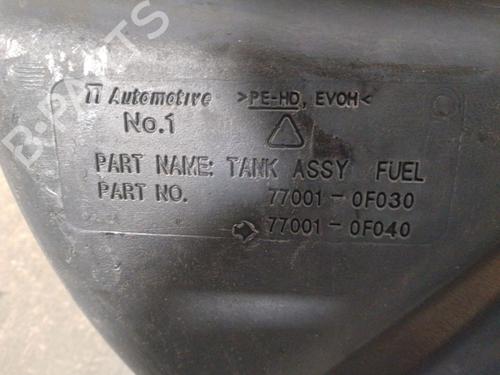 TI Automotive >PE-HD, EVOH<
No.1
PART NAME: TANK ASSY FUEL
PART NO. 77001-0F030
77001-0F040
B-PARTS